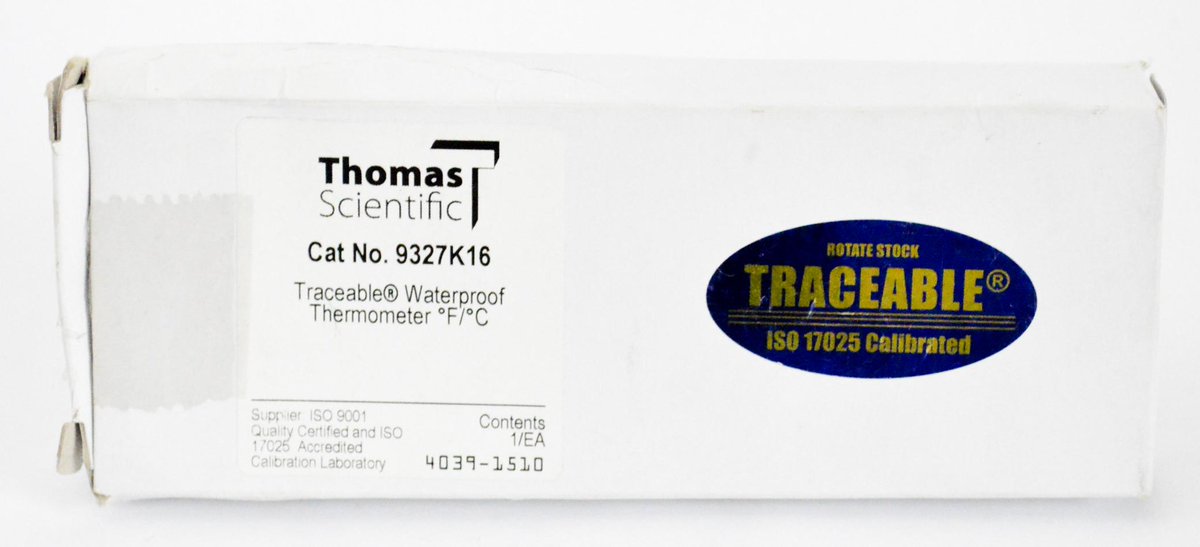 Thomas
Scientific
Cat No. 9327K16
Traceable® Waterproof
Thermometer °F/°C
Supplier ISO 9001
Quality Certified and ISO
17025 Accredited
Calibration Laboratory
Contents
1/EA
4039-1510
ROTATE STOCK
TRACEABLE®
ISO 17025 Calibrated